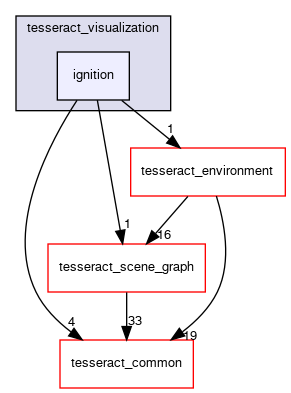 tesseract_visualization
ignition
1
tesseract_environment
1
16
tesseract_scene_graph
4
33
19
tesseract_common